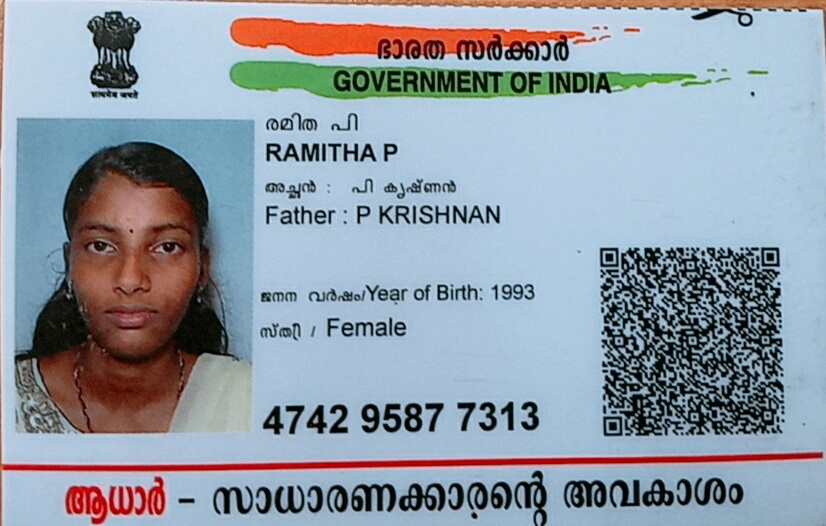 सत्यमेव जयते
ഭാരത സർക്കാർ
GOVERNMENT OF INDIA
രമിത പി
RAMITHA P
അച്ഛൻ : പി കൃഷ്ണൻ
Father : P KRISHNAN
ജനന വർഷം/Year of Birth: 1993
സ്ത്രീ / Female
4742 9587 7313
ആധാർ – സാധാരണക്കാരന്റെ അവകാശം